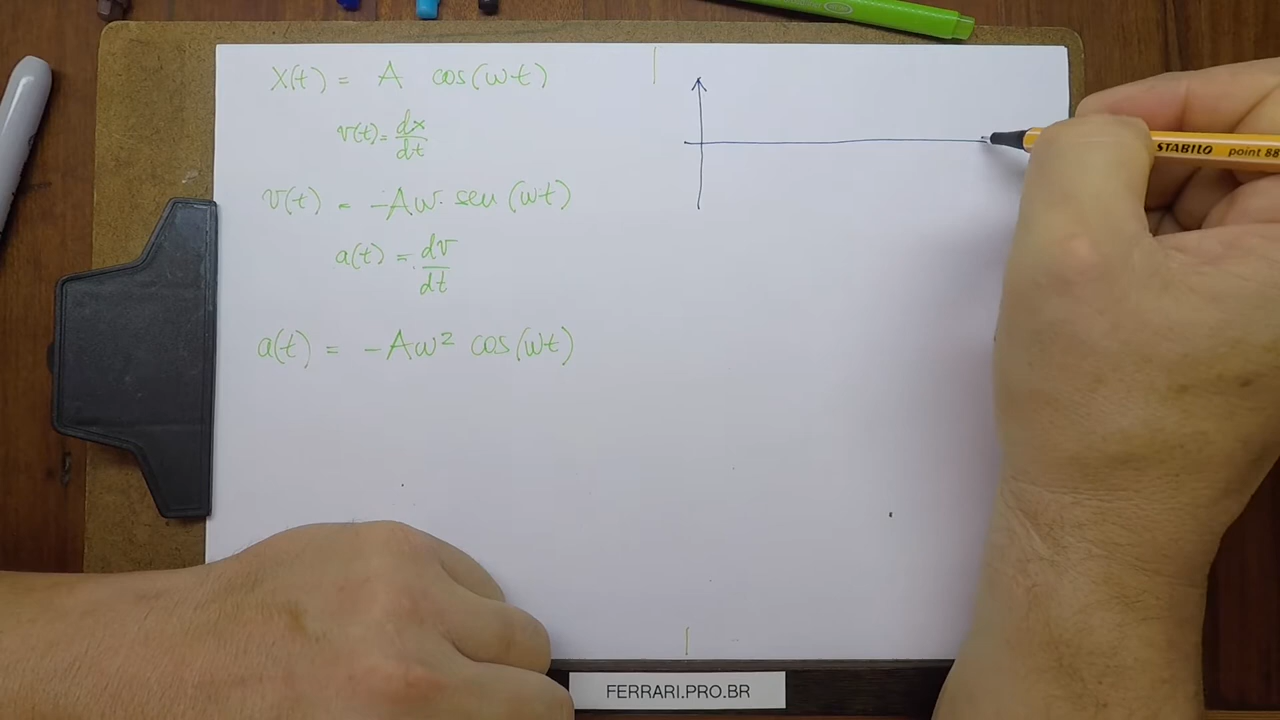 x(t) = A cos(ωt)
v(t) = dx/dt
v(t) = -Aω· sen(ωt)
a(t) = dv/dt
a(t) = -Aω² cos(ωt)
STABILO point 88
FERRARI.PRO.BR